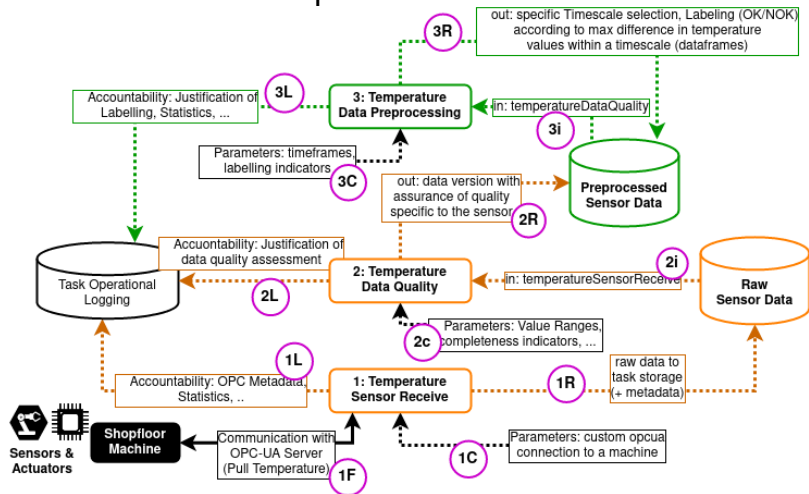 out: specific Timescale selection, Labeling (OK/NOK)
according to max difference in temperature
values within a timescale (dataframes)
3R
3L
Accountability: Justification of
Labelling, Statistics, ...
3: Temperature
Data Preprocessing
in: temperatureDataQuality
3i
Parameters: timeframes,
labelling indicators
3C
Preprocessed
Sensor Data
out: data version with
assurance of quality
specific to the sensor
2R
Accuontability: Justification of
data quality assessment
Task Operational
Logging
2L
2: Temperature
Data Quality
in: temperatureSensorReceive
2i
Raw
Sensor Data
Parameters: Value Ranges,
completeness indicators, ...
2c
1L
Accountability: OPC Metadata,
Statistics, ..
1: Temperature
Sensor Receive
1R
raw data to
task storage
(+ metadata)
Sensors &
Actuators
Shopfloor
Machine
Communication with
OPC-UA Server
(Pull Temperature)
1F
1C
Parameters: custom opcua
connection to a machine